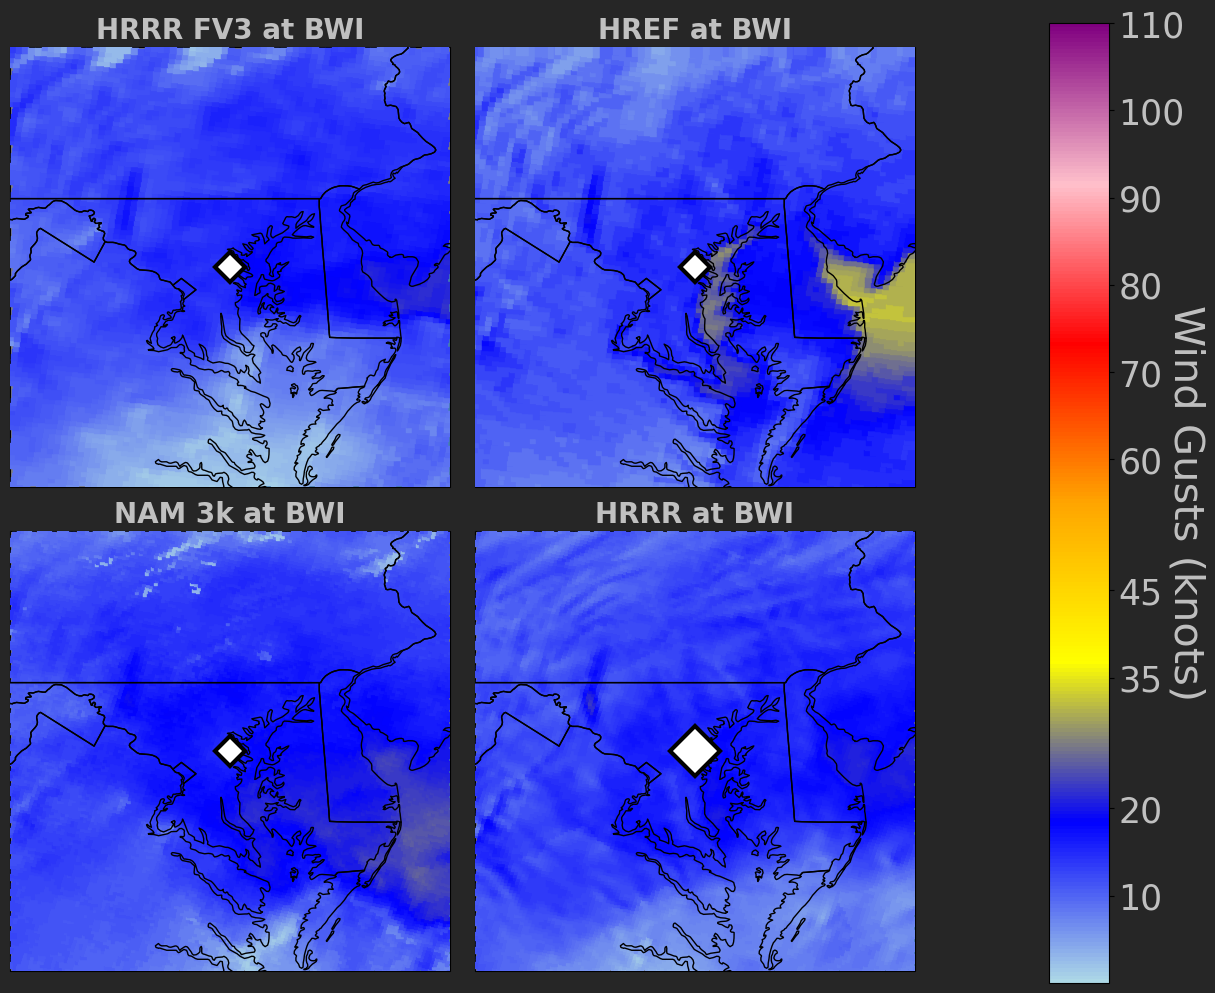 HRRR FV3 at BWI
HREF at BWI
NAM 3k at BWI
HRRR at BWI
110
100
90
80
70
60
45
35
20
10
Wind Gusts (knots)